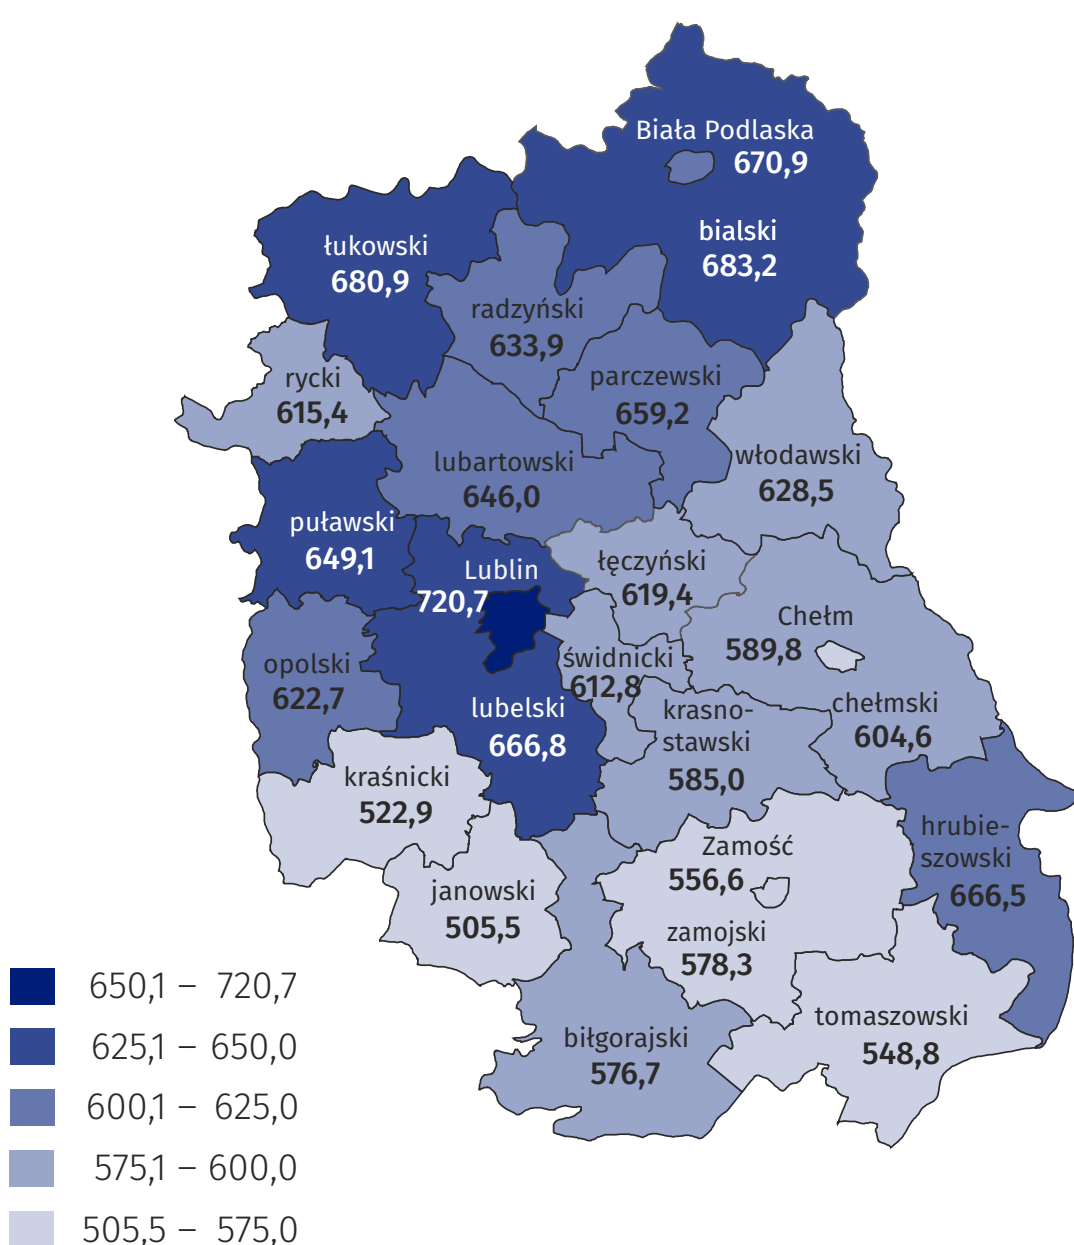 Biała Podlaska
670,9
bialski
683,2
łukowski
680,9
radzyński
633,9
rycki
615,4
parczewski
659,2
lubartowski
646,0
włodawski
628,5
puławski
649,1
Lublin
720,7
łęczyński
619,4
Chełm
589,8
opolski
622,7
świdnicki
612,8
lubelski
666,8
krasno-
stawski
585,0
chełmski
604,6
kraśnicki
522,9
hrubie-
szowski
666,5
Zamość
556,6
janowski
505,5
zamojski
578,3
tomaszowski
548,8
biłgorajski
576,7
650,1 – 720,7
625,1 – 650,0
600,1 – 625,0
575,1 – 600,0
505,5 – 575,0